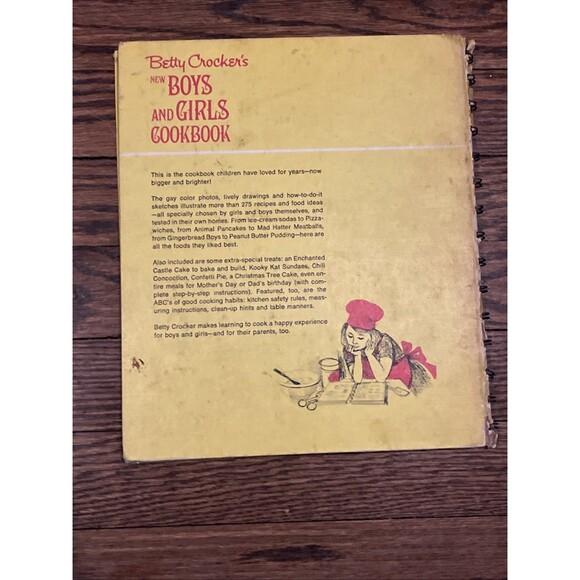 Betty Crocker's
NEW BOYS
AND GIRLS
COOKBOOK
This is the cookbook children have loved for years—now
bigger and brighter!
The gay color photos, lively drawings and how-to-do-it
sketches illustrate more than 275 recipes and food ideas
—all specially chosen by girls and boys themselves, and
tested in their own homes. From ice-cream sodas to Pizza-
wiches, from Animal Pancakes to Mad Hatter Meatballs,
from Gingerbread Boys to Peanut Butter Pudding—here are
all the foods they liked best.
Also included are some extra-special treats: an Enchanted
Castle Cake to bake and build, Kooky Kat Sundaes, Chili
Concoction, Confetti Pie, a Christmas Tree Cake, even en-
tire meals for Mother's Day or Dad's birthday (with com-
plete step-by-step instructions). Featured, too, are the
ABC's of good cooking habits: kitchen safety rules, meas-
uring instructions, clean-up hints and table manners.
Betty Crocker makes learning to cook a happy experience
for boys and girls—and for their parents, too.